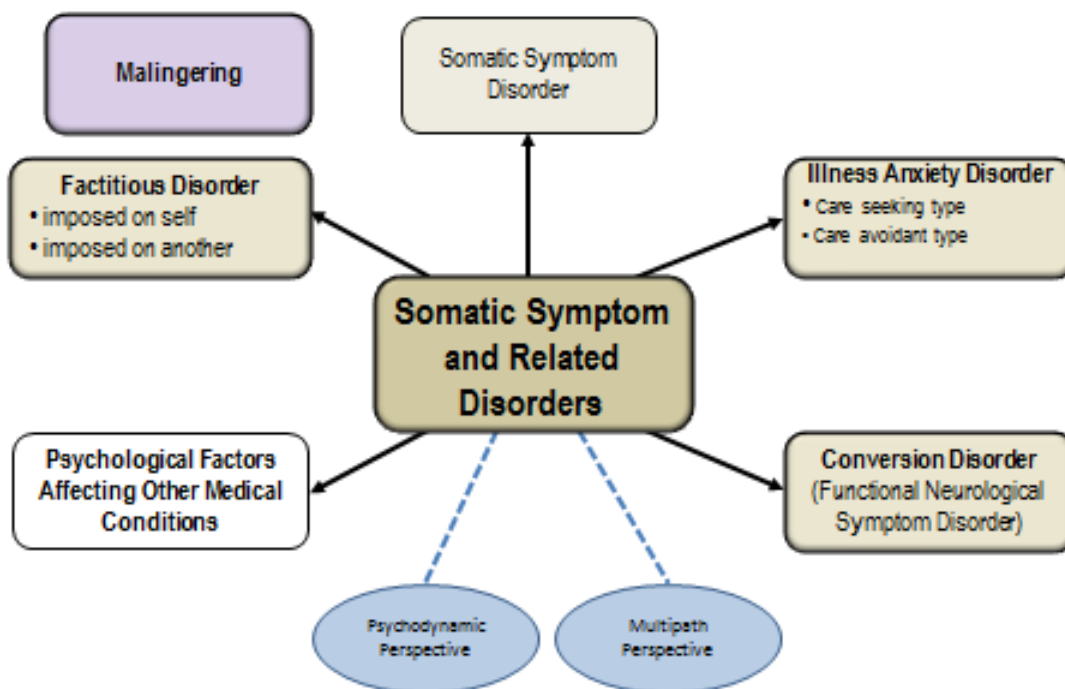 Malingering
Somatic Symptom
Disorder
Factitious Disorder
• imposed on self
• imposed on another
Illness Anxiety Disorder
• Care seeking type
• Care avoidant type
Somatic Symptom
and Related
Disorders
Psychological Factors
Affecting Other Medical
Conditions
Conversion Disorder
(Functional Neurological
Symptom Disorder)
Psychodynamic
Perspective
Multipath
Perspective